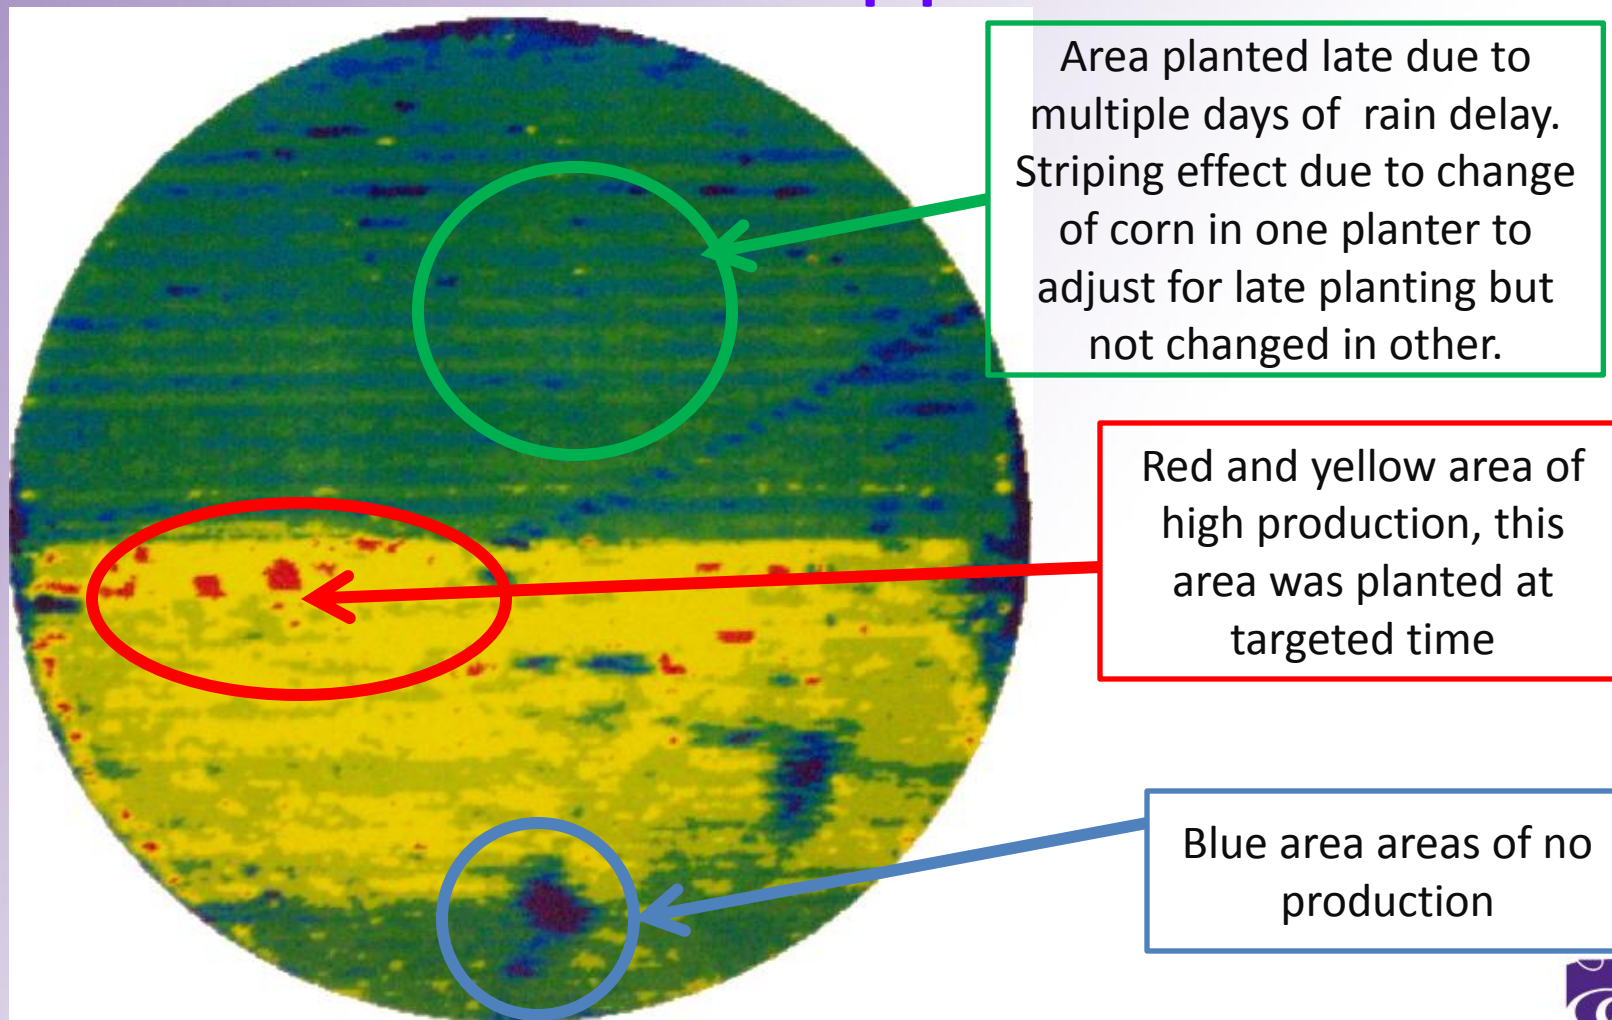 Area planted late due to
multiple days of rain delay.
Striping effect due to change
of corn in one planter to
adjust for late planting but
not changed in other.
Red and yellow area of
high production, this
area was planted at
targeted time
Blue area areas of no
production